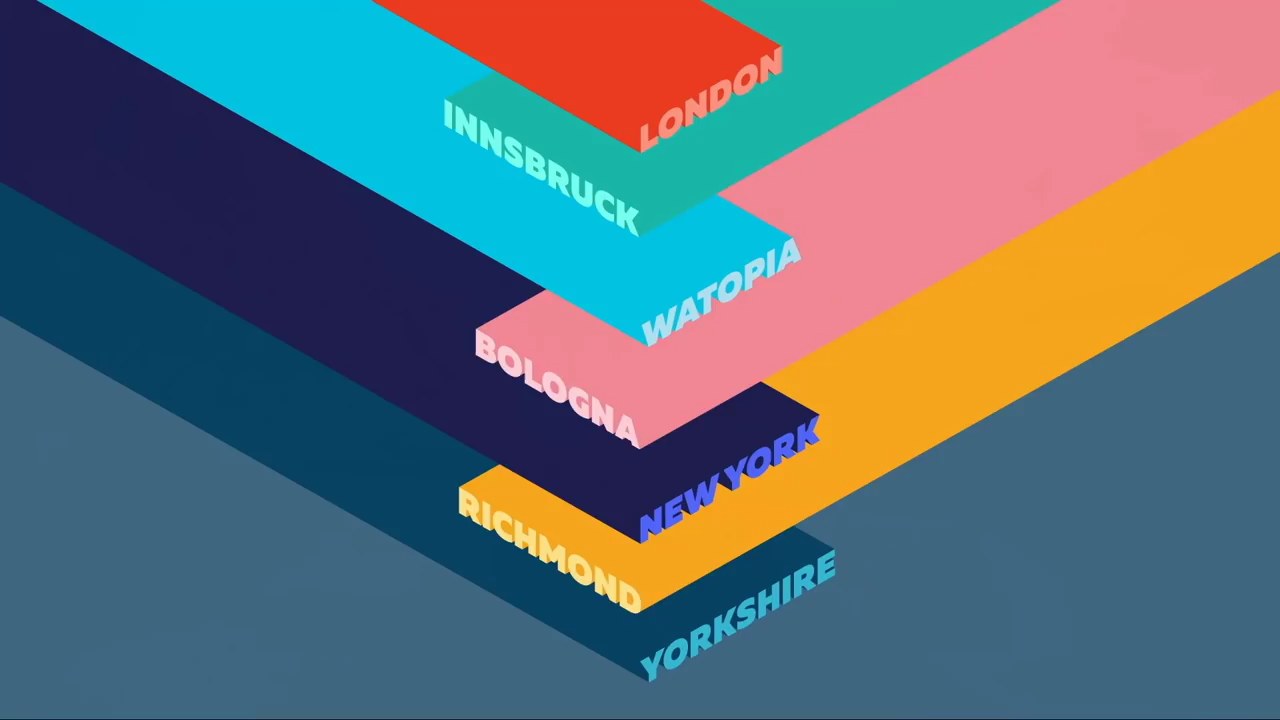 LONDON
INNSBRUCK
WATOPIA
BOLOGNA
NEW YORK
RICHMOND
YORKSHIRE